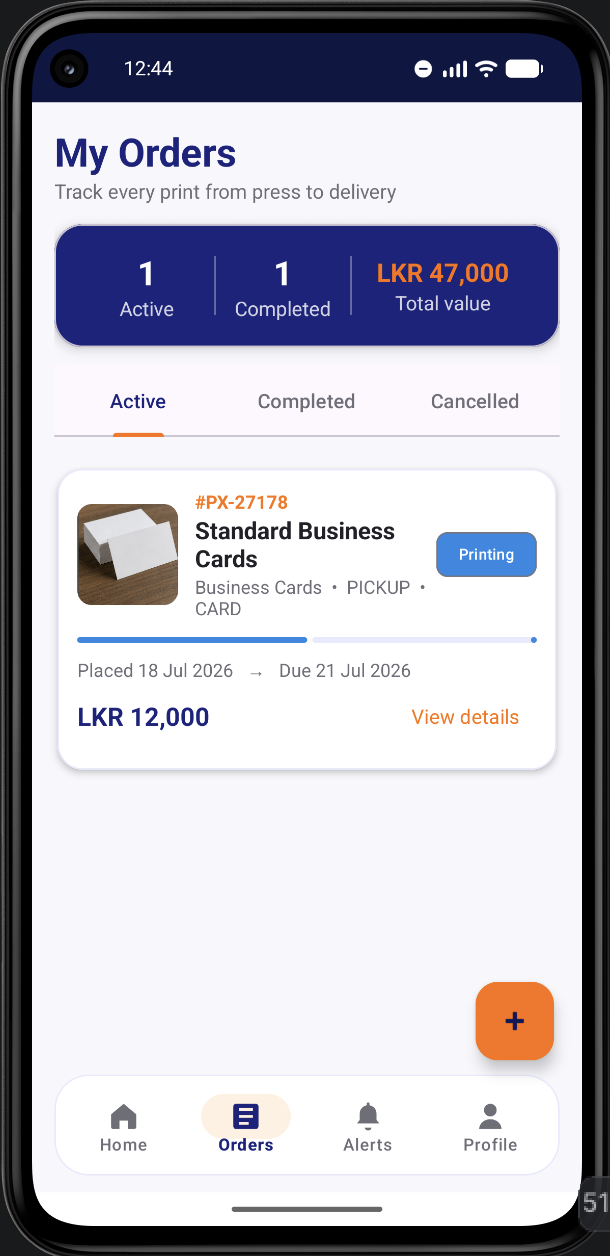 12:44
My Orders
Track every print from press to delivery
1
Active
1
Completed
LKR 47,000
Total value
Active
Completed
Cancelled
#PX-27178
Standard Business
Cards
Business Cards • PICKUP •
CARD
Printing
Placed 18 Jul 2026 → Due 21 Jul 2026
LKR 12,000
View details
+
Home
Orders
Alerts
Profile
51